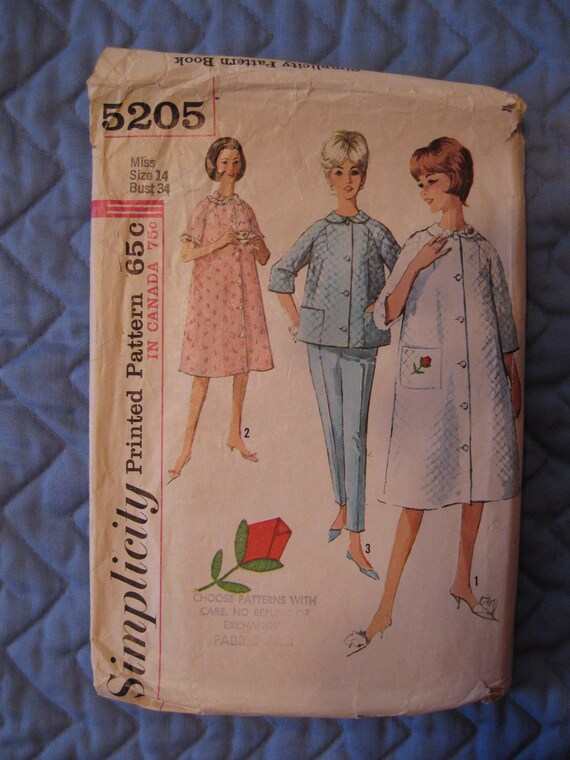 Simplicity Pattern Book
5205
Miss
Size 14
Bust 34
Simplicity Printed Pattern 65c
IN CANADA 75c
2
3
1
CHOOSE PATTERNS WITH
CARE. NO REFUND OR
EXCHANGE